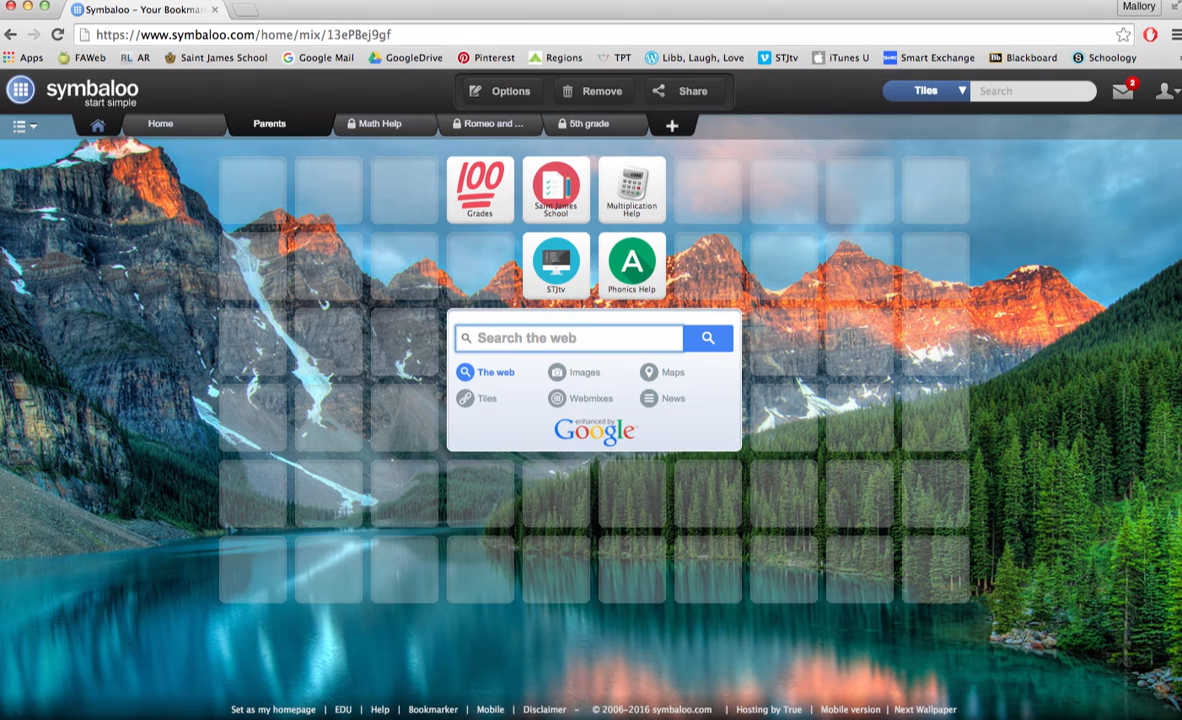 Symbaloo - Your Bookmar
Mallory
https://www.symbaloo.com/home/mix/13ePBej9gf
Apps FAWeb RL AR Saint James School Google Mail GoogleDrive Pinterest Regions TPT Libb, Laugh, Love STJtv iTunes U Smart Exchange Bb Blackboard Schoology
symbaloo
start simple
Options Remove Share
Tiles Search 2
Home Parents Math Help Romeo and ... 5th grade
100
Grades
Saint James
School
Multiplication
Help
STJtv
A
Phonics Help
Search the web
The web Images Maps
Tiles Webmixes News
enhanced by
Google
Set as my homepage | EDU | Help | Bookmarker | Mobile | Disclaimer - © 2006-2016 symbaloo.com | Hosting by True | Mobile version | Next Wallpaper